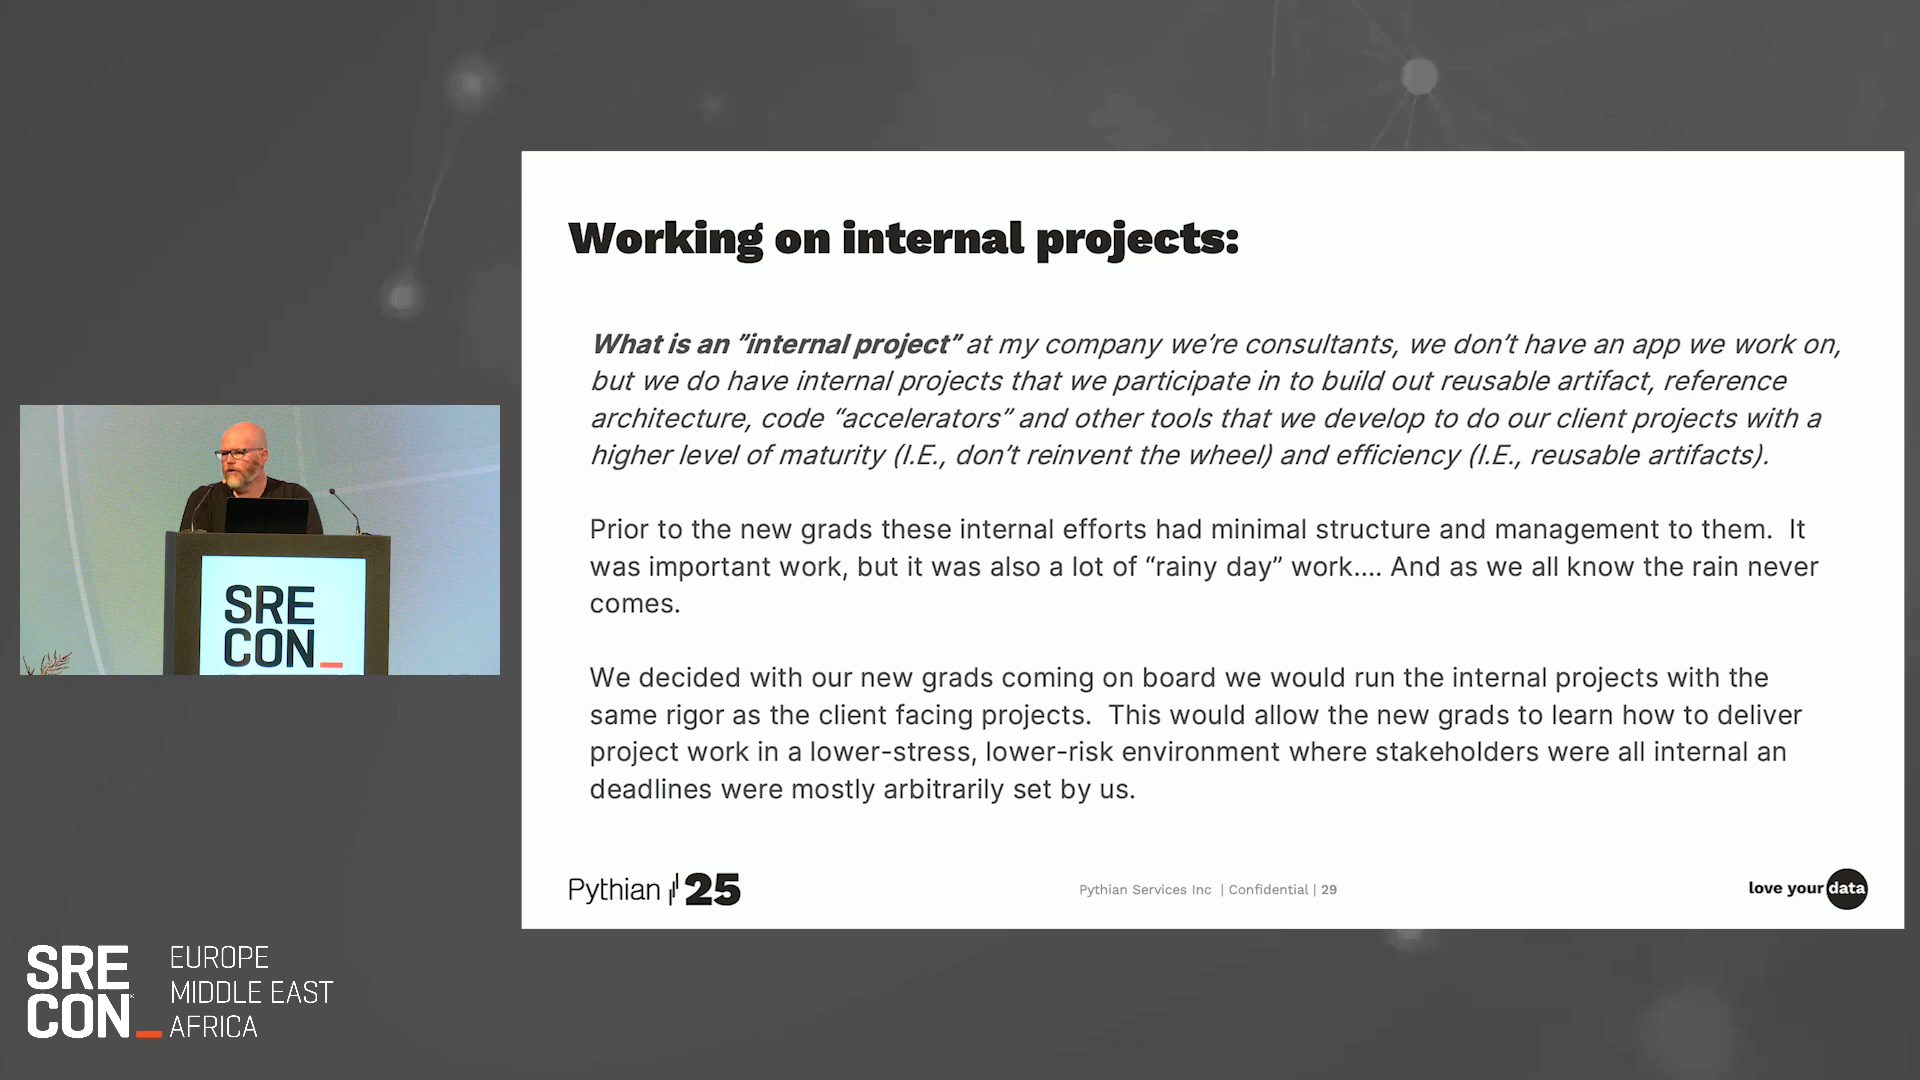 Working on internal projects:
What is an ”internal project” at my company we’re consultants, we don’t have an app we work on,
but we do have internal projects that we participate in to build out reusable artifact, reference
architecture, code “accelerators” and other tools that we develop to do our client projects with a
higher level of maturity (I.E., don’t reinvent the wheel) and efficiency (I.E., reusable artifacts).
Prior to the new grads these internal efforts had minimal structure and management to them.  It
was important work, but it was also a lot of “rainy day” work.... And as we all know the rain never
comes.
We decided with our new grads coming on board we would run the internal projects with the
same rigor as the client facing projects.  This would allow the new grads to learn how to deliver
project work in a lower-stress, lower-risk environment where stakeholders were all internal an
deadlines were mostly arbitrarily set by us.
Pythian 25
Pythian Services Inc | Confidential | 29
love your data
SRE
CON_
SRE
CON_
EUROPE
MIDDLE EAST
AFRICA